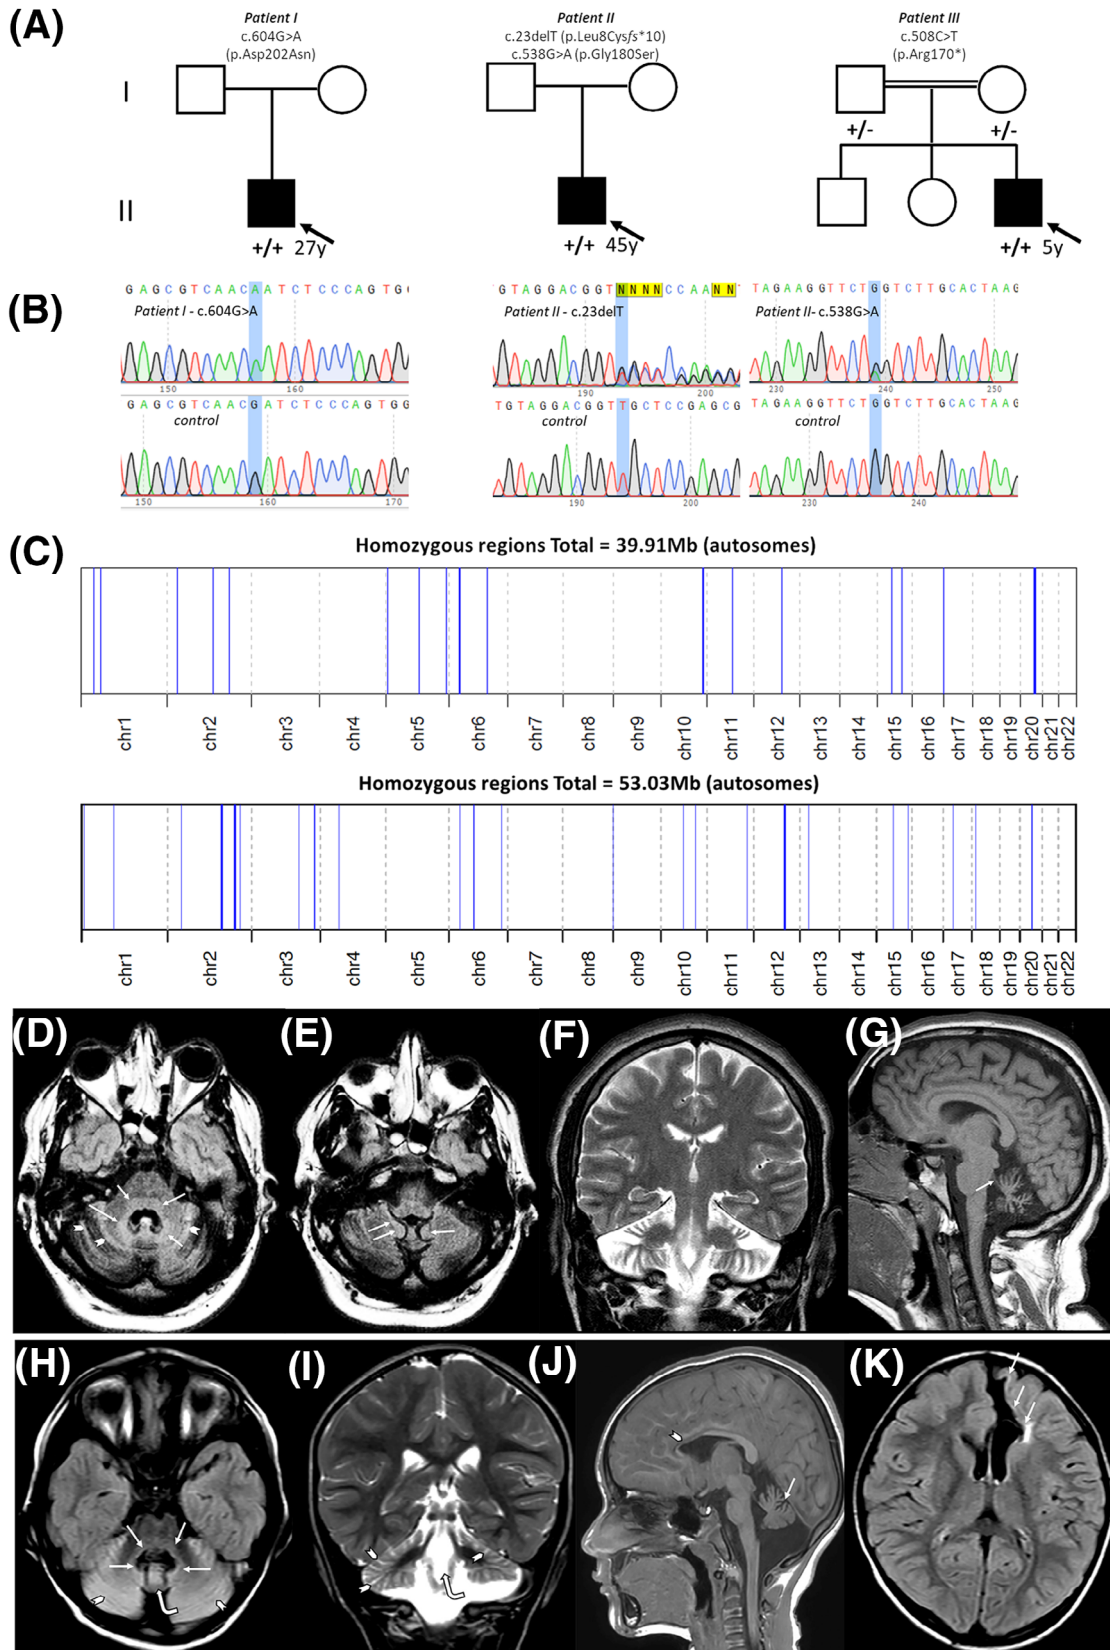 (A)
Patient I
c.604G>A
(p.Asp202Asn)
Patient II
c.23delT (p.Leu8Cysfs*10)
c.538G>A (p.Gly180Ser)
Patient III
c.508C>T
(p.Arg170*)
I
+/- +/-
II
+/+ 27y
+/+ 45y
+/+ 5y
(B)
G A G C G T C A A C A A T C T C C C A G T G
Patient I - c.604G>A
150 160
G A G C G T C A A C G A T C T C C C A G T G G
control
150 160 170
G T A G G A C G G T N N N N C C A A N N
Patient II - c.23delT
190 200
T G T A G G A C G G T T G C T C C G A G C G
control
190 200
T A G A A G G T T C T G G T C T T G C A C T A A G
Patient II- c.538G>A
230 240 250
T A G A A G G T T C T G G T C T T G C A C T A A G
control
230 240
(C)
Homozygous regions Total = 39.91Mb (autosomes)
chr1 chr2 chr3 chr4 chr5 chr6 chr7 chr8 chr9 chr10 chr11 chr12 chr13 chr14 chr15 chr16 chr17 chr18 chr19 chr20 chr21 chr22
Homozygous regions Total = 53.03Mb (autosomes)
chr1 chr2 chr3 chr4 chr5 chr6 chr7 chr8 chr9 chr10 chr11 chr12 chr13 chr14 chr15 chr16 chr17 chr18 chr19 chr20 chr21 chr22
(D) (E) (F) (G)
(H) (I) (J) (K)